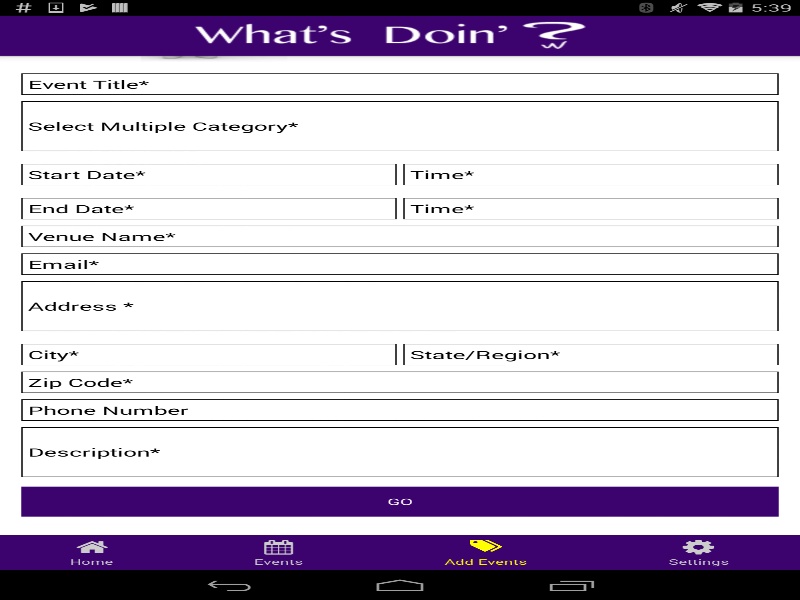 # 5:39
What's Doin' ?
W
Event Title*
Select Multiple Category*
Start Date* Time*
End Date* Time*
Venue Name*
Email*
Address *
City* State/Region*
Zip Code*
Phone Number
Description*
GO
Home Events Add Events Settings